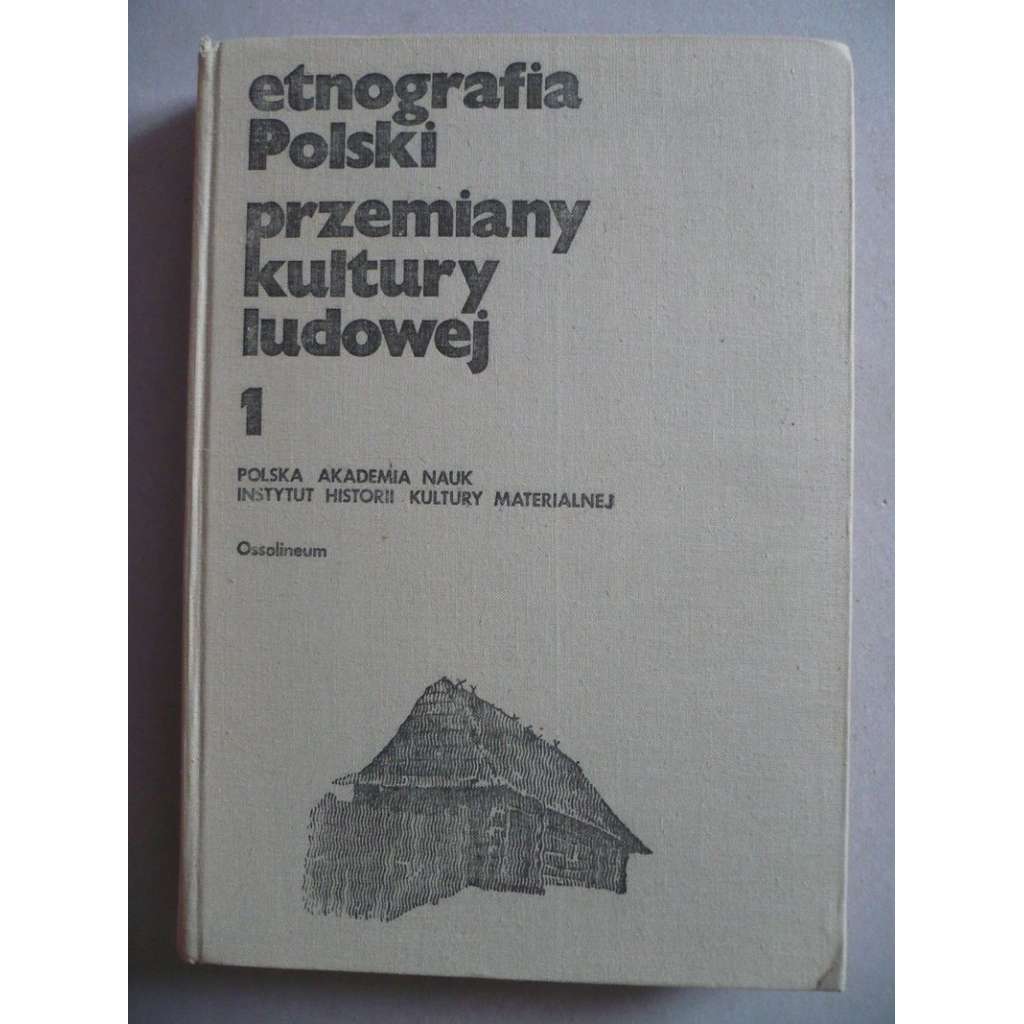 etnografia
Polski
przemiany
kultury
ludowej
1
POLSKA AKADEMIA NAUK
INSTYTUT HISTORII KULTURY MATERIALNEJ
Ossolineum